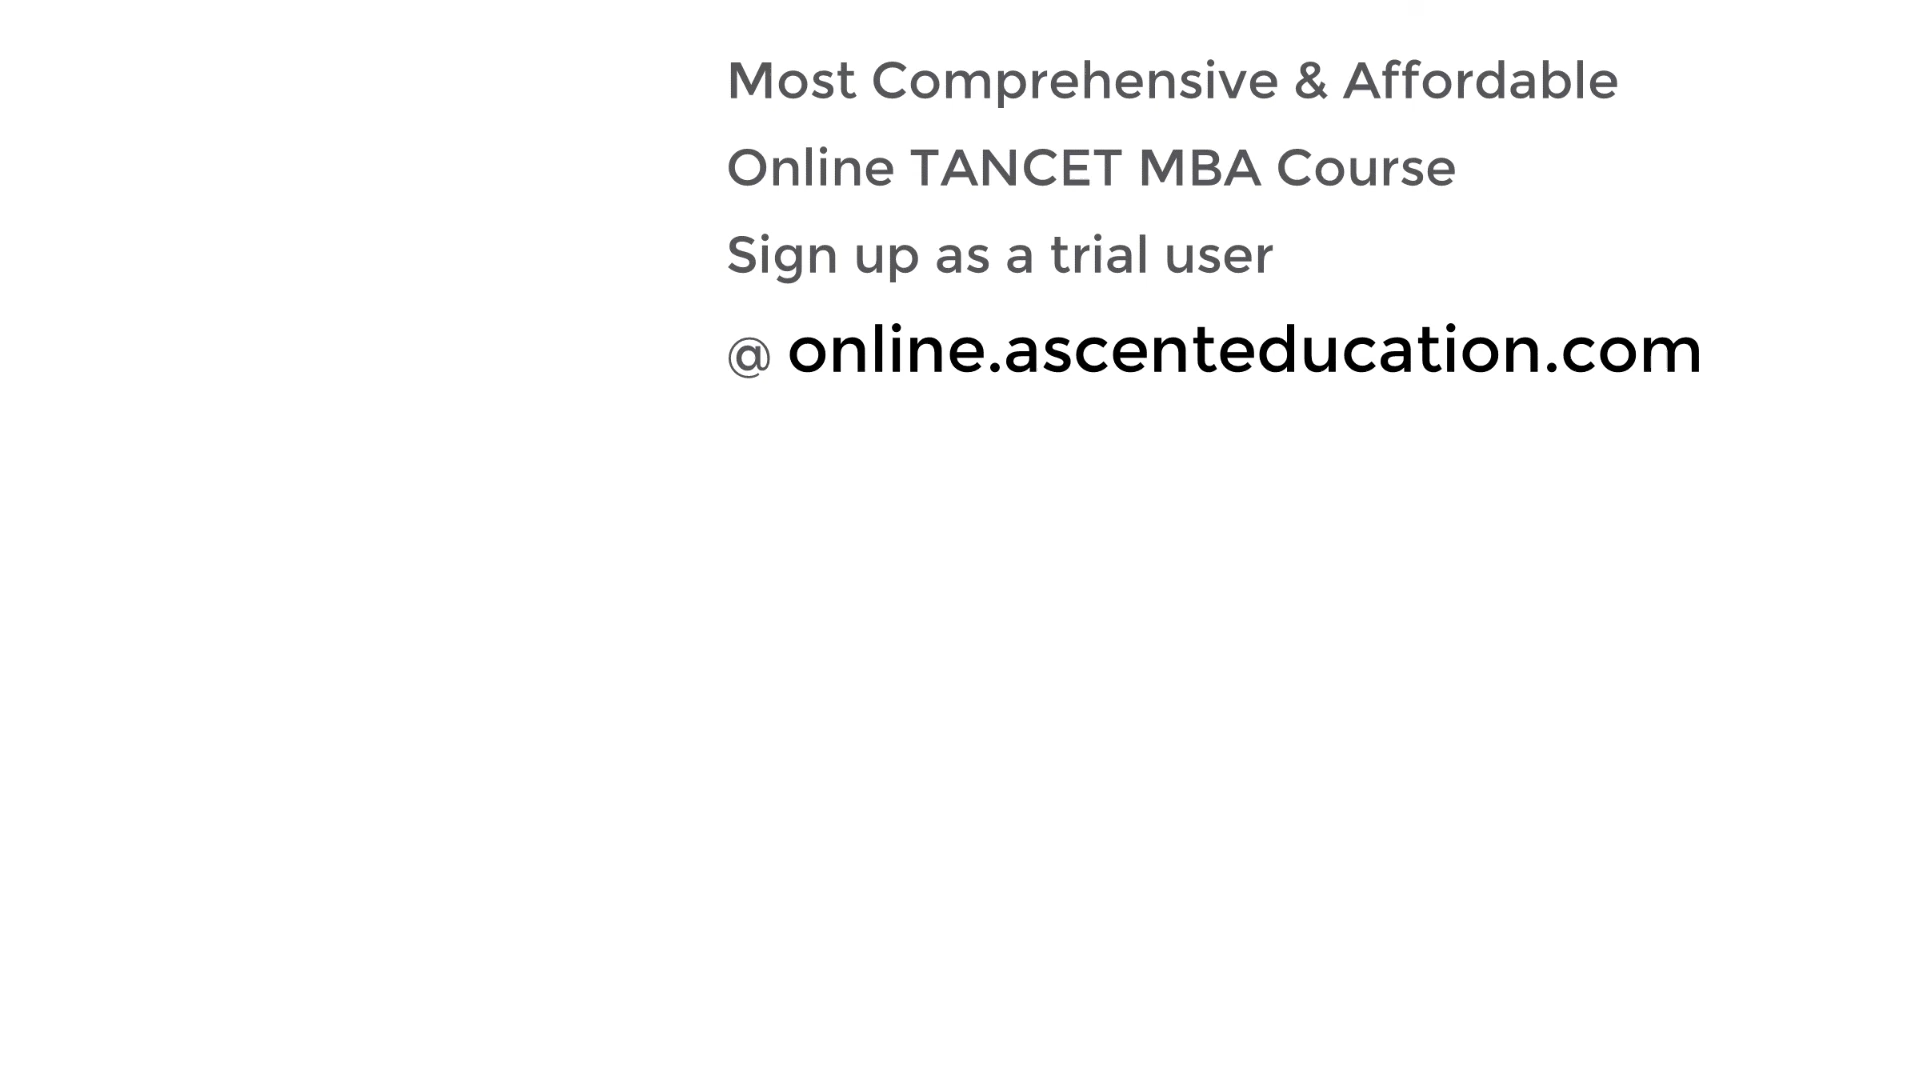 Most Comprehensive & Affordable
Online TANCET MBA Course
Sign up as a trial user
@ online.ascenteducation.com